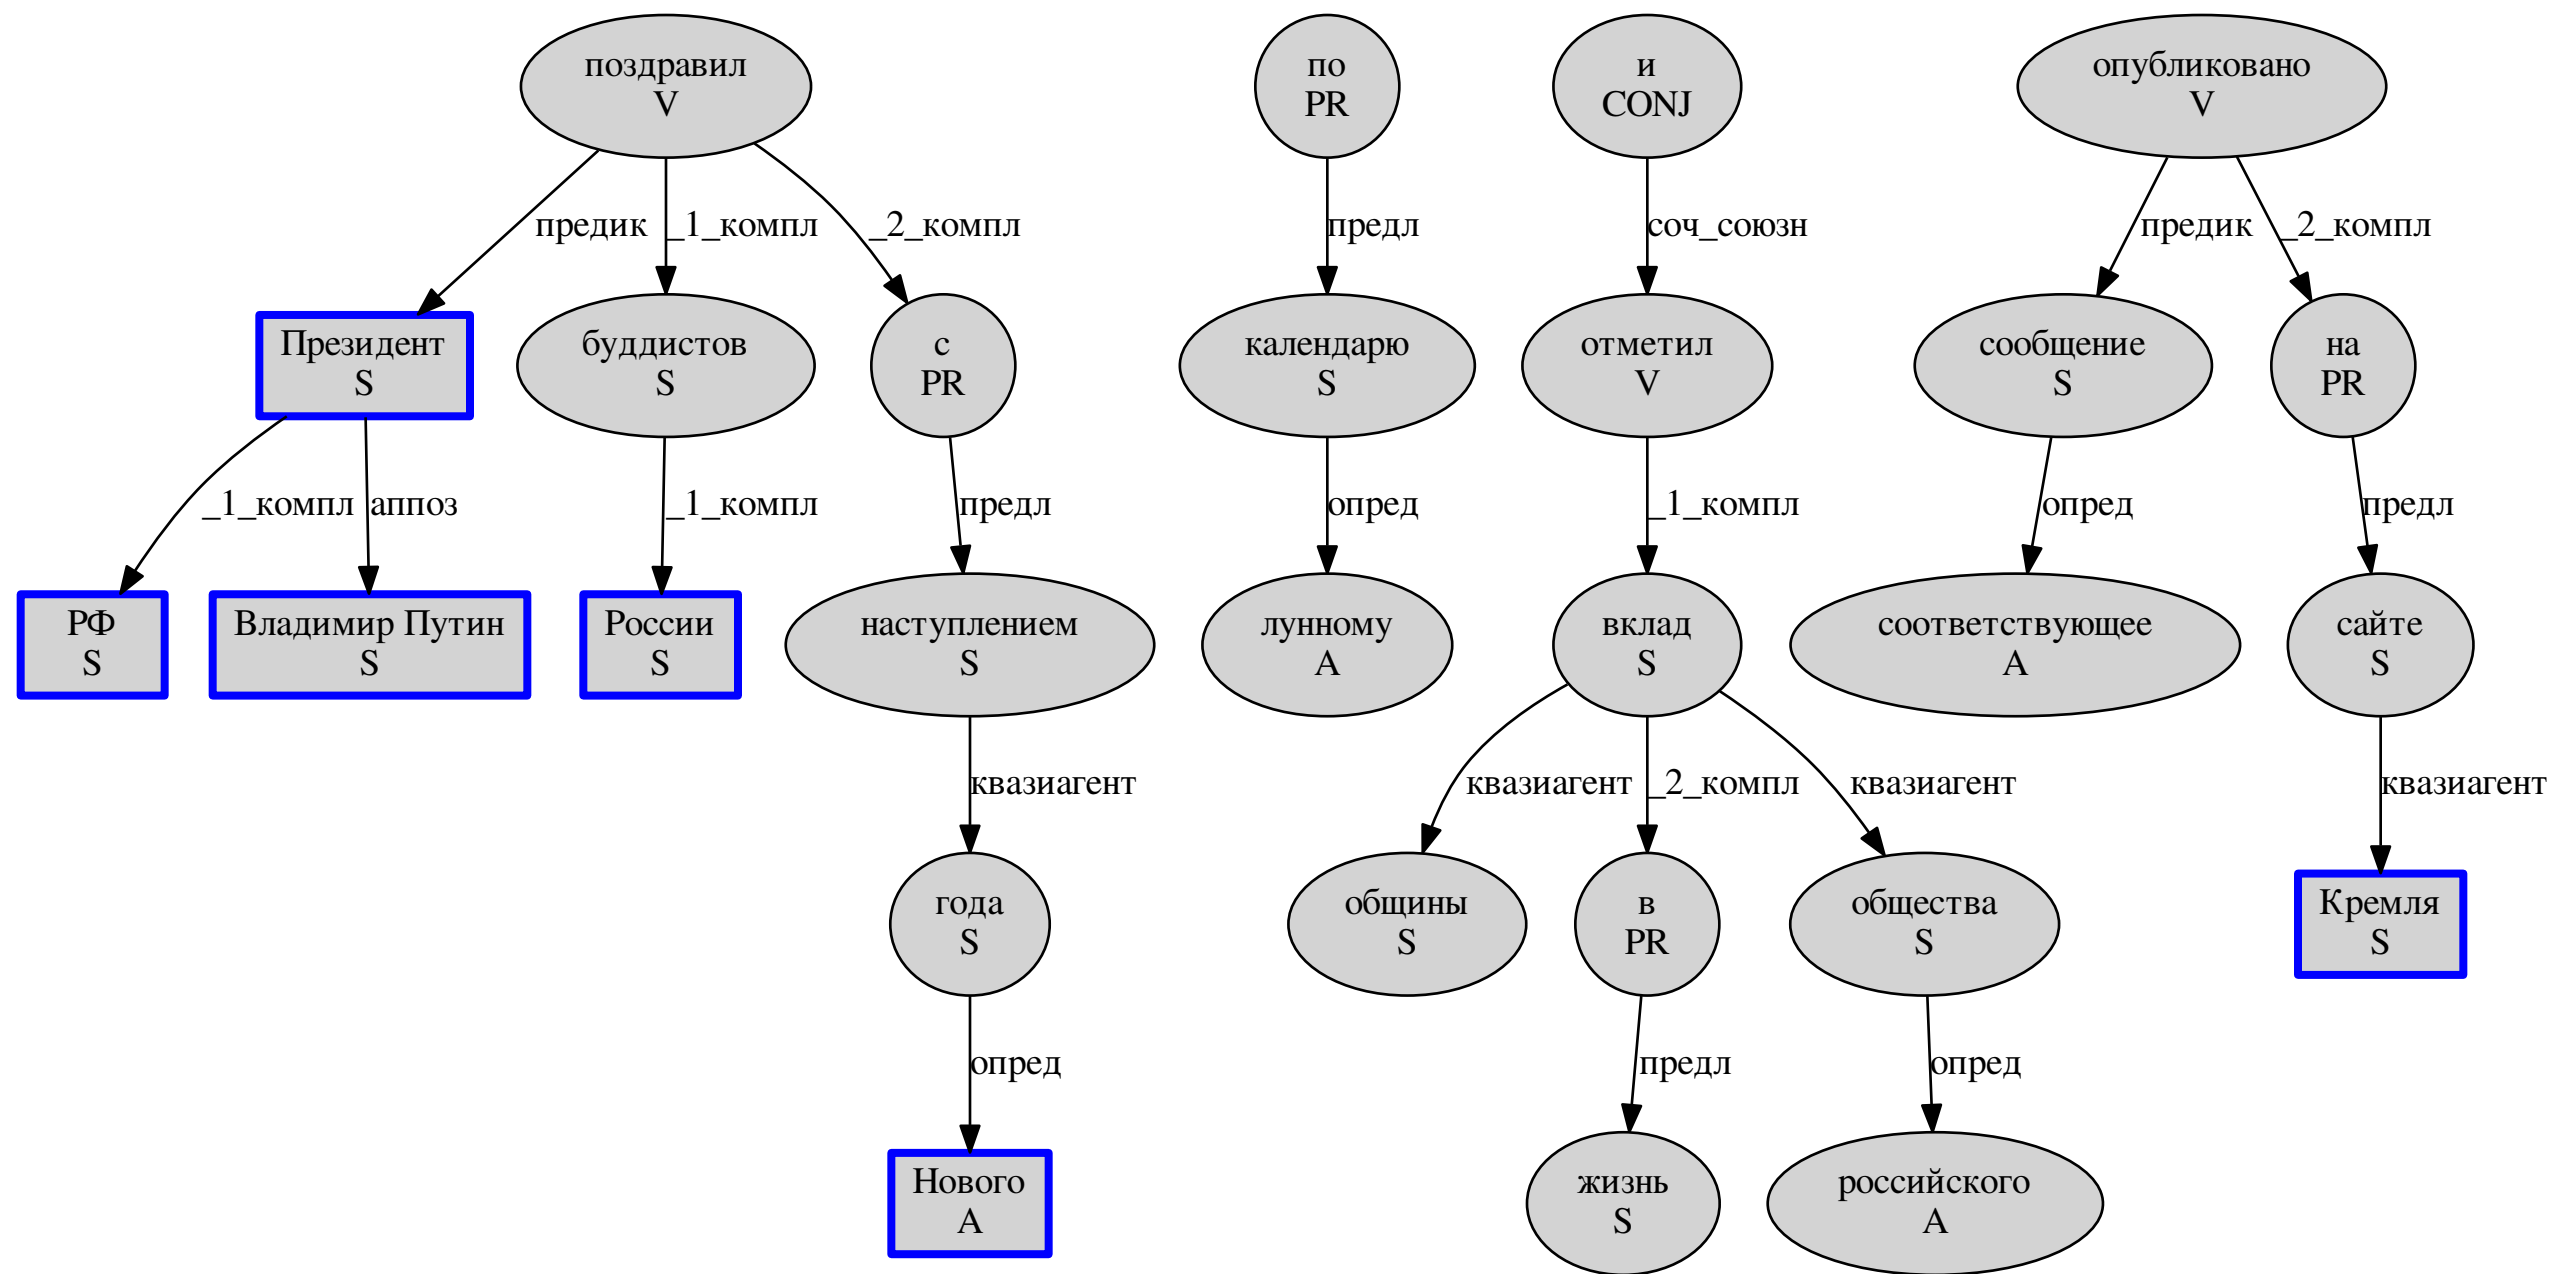 поздравил
V
по
PR
и
CONJ
опубликовано
V
предик
_1_компл
_2_компл
предл
соч_союзн
предик
_2_компл
Президент
S
буддистов
S
с
PR
календарю
S
отметил
V
сообщение
S
на
PR
_1_компл
аппоз
_1_компл
предл
опред
_1_компл
опред
предл
РФ
S
Владимир Путин
S
России
S
наступлением
S
лунному
A
вклад
S
соответствующее
A
сайте
S
квазиагент
квазиагент
_2_компл
квазиагент
квазиагент
года
S
общины
S
в
PR
общества
S
Кремля
S
опред
предл
опред
Нового
A
жизнь
S
российского
A